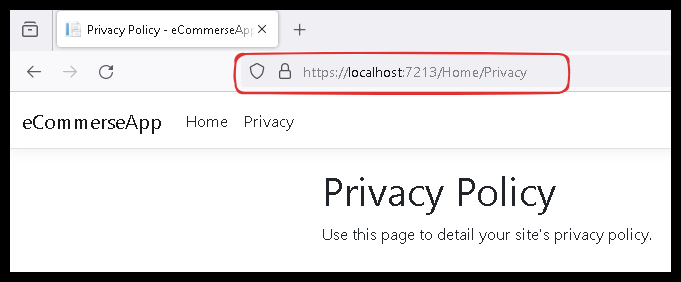 Privacy Policy - eCommerseApp
https://localhost:7213/Home/Privacy
eCommerseApp Home Privacy
Privacy Policy
Use this page to detail your site's privacy policy.